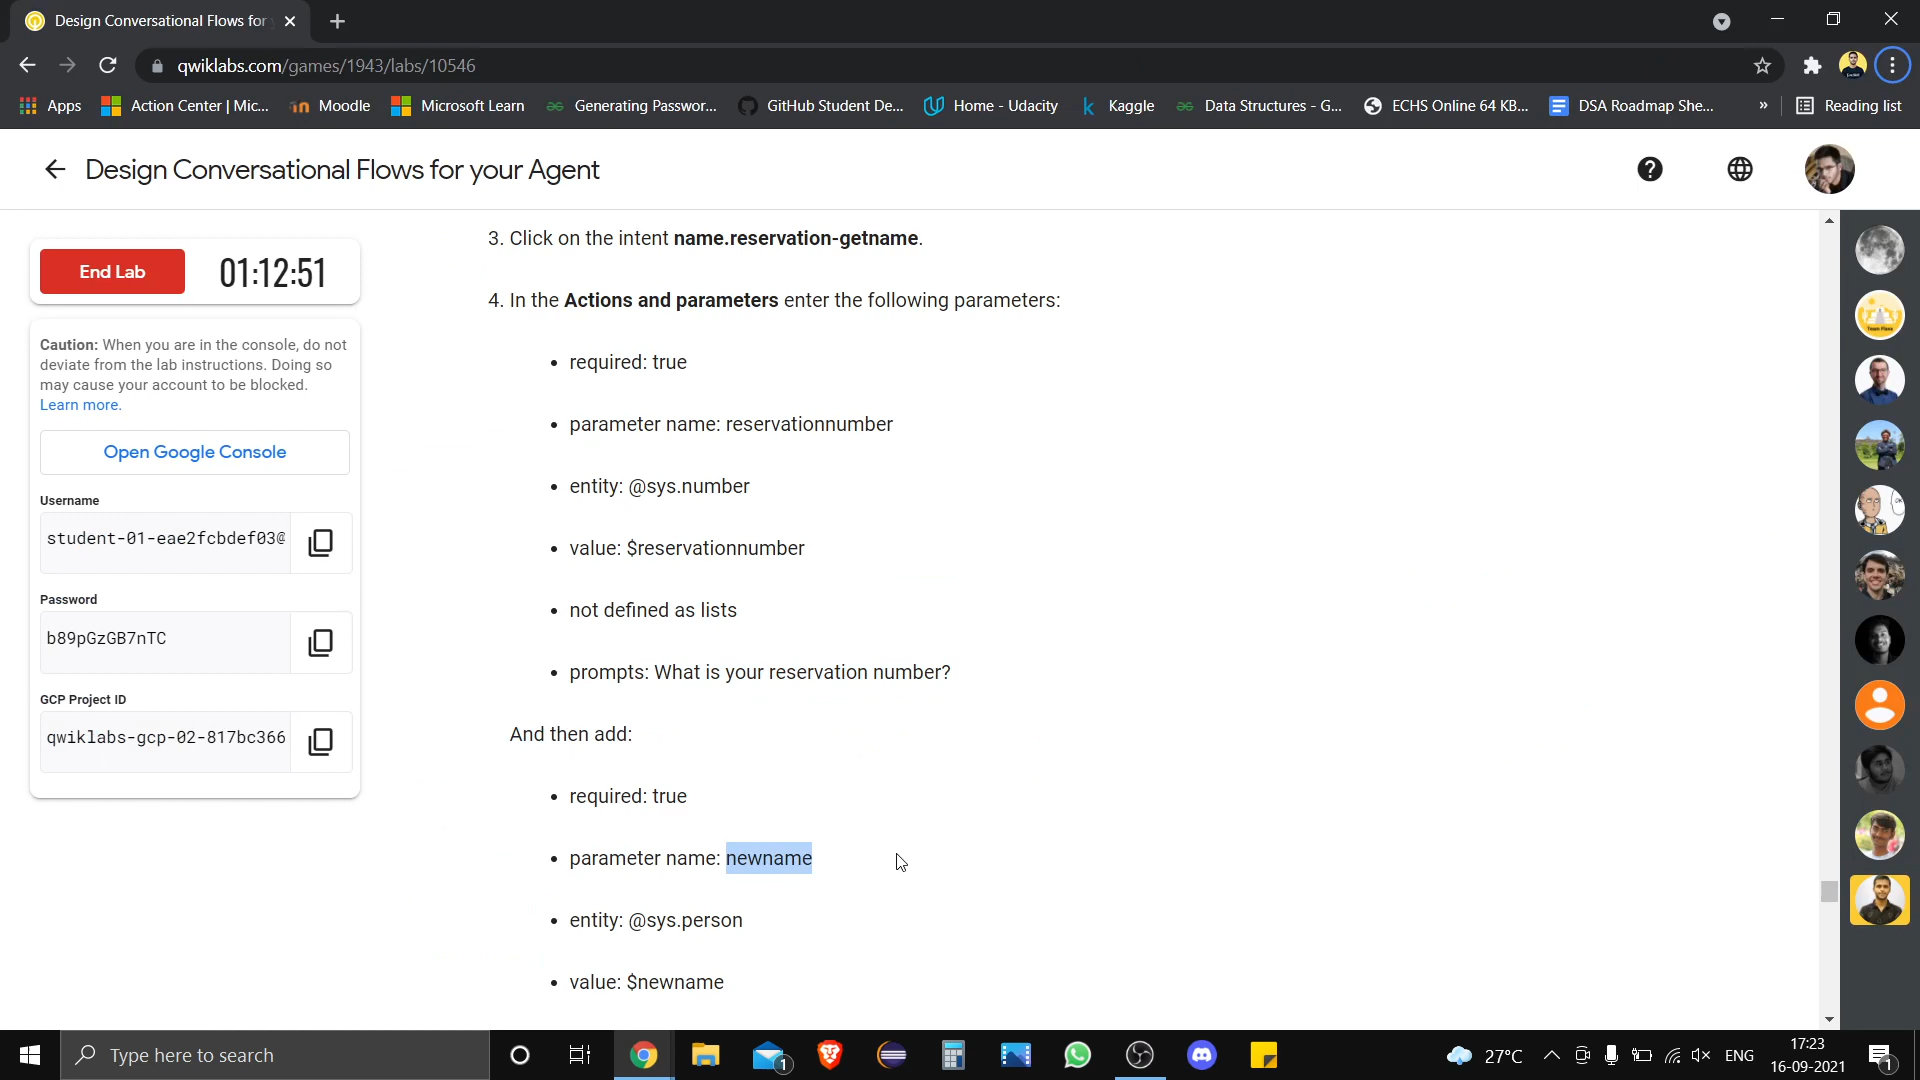 Design Conversational Flows for y
qwiklabs.com/games/1943/labs/10546
Apps
Action Center | Mic...
Moodle
Microsoft Learn
Generating Passwor...
GitHub Student De...
Home - Udacity
Kaggle
Data Structures - G...
ECHS Online 64 KB...
DSA Roadmap She...
»
Reading list
Design Conversational Flows for your Agent
End Lab
01:12:51
Caution: When you are in the console, do not
deviate from the lab instructions. Doing so
may cause your account to be blocked.
Learn more.
Open Google Console
Username
student-01-eae2fcbdef03@
Password
b89pGzGB7nTC
GCP Project ID
qwiklabs-gcp-02-817bc366
3. Click on the intent name.reservation-getname.
4. In the Actions and parameters enter the following parameters:
• required: true
• parameter name: reservationnumber
• entity: @sys.number
• value: $reservationnumber
• not defined as lists
• prompts: What is your reservation number?
And then add:
• required: true
• parameter name: newname
• entity: @sys.person
• value: $newname
Type here to search
1
27°C
ENG
17:23
16-09-2021
1